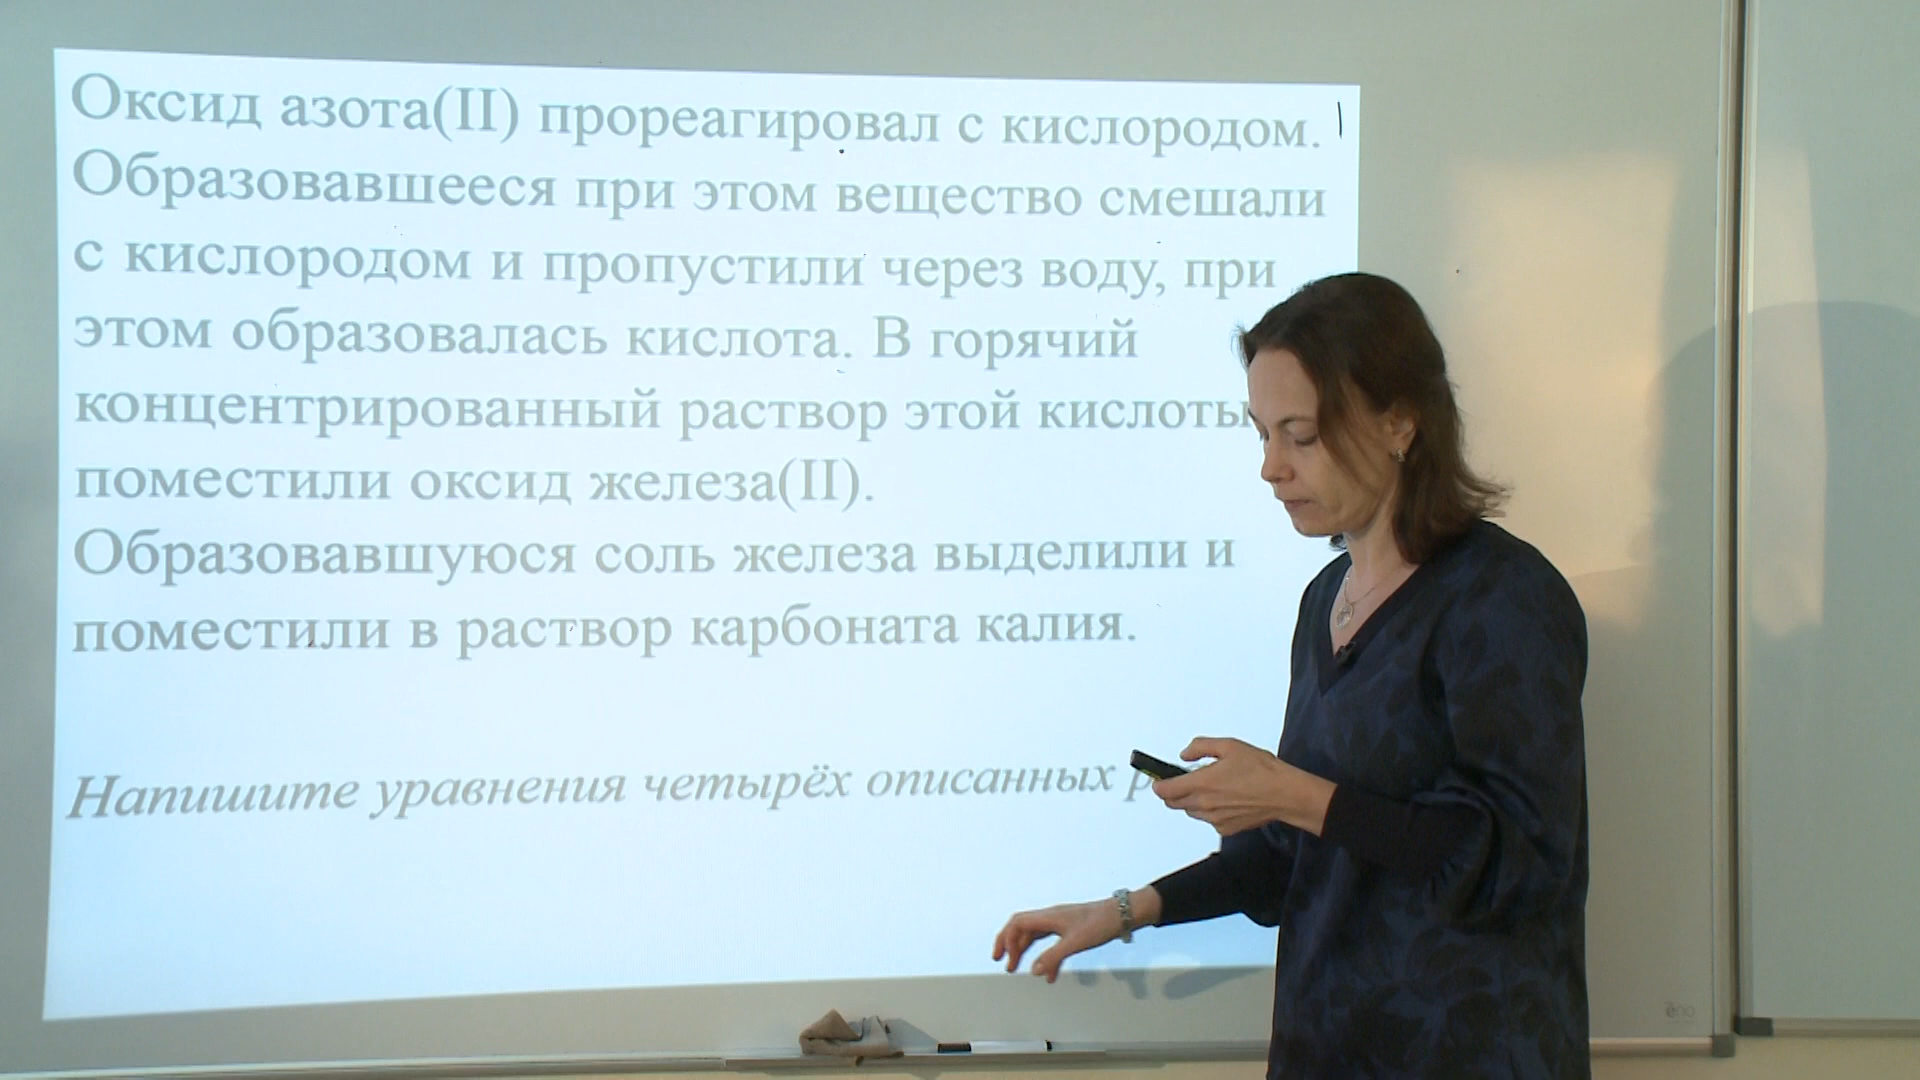 Оксид азота(II) прореагировал с кислородом.
Образовавшееся при этом вещество смешали
с кислородом и пропустили через воду, при
этом образовалась кислота. В горячий
концентрированный раствор этой кислоты
поместили оксид железа(II).
Образовавшуюся соль железа выделили и
поместили в раствор карбоната калия.
Напишите уравнения четырёх описанных
ēno